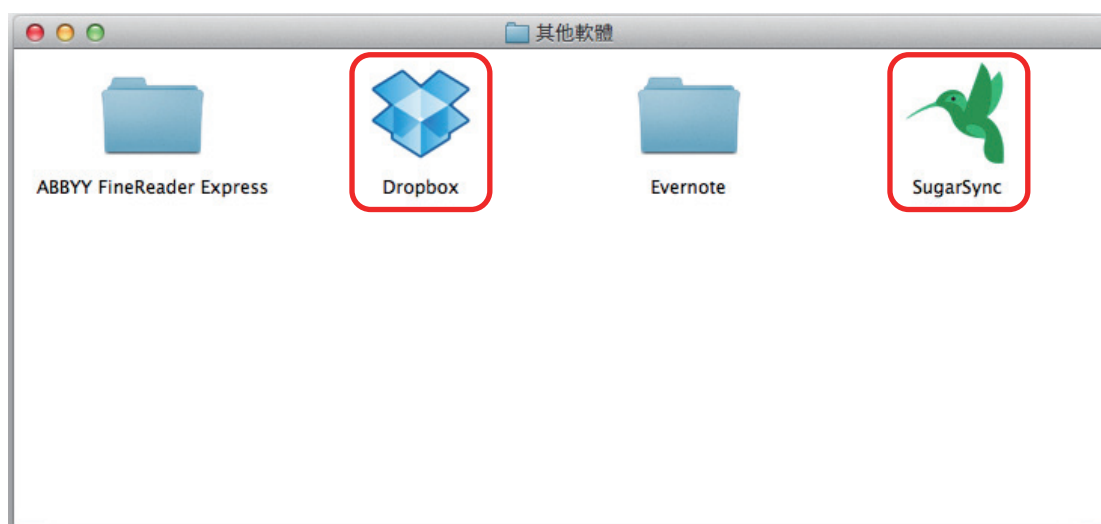 其他軟體
ABBYY FineReader Express
Dropbox
Evernote
SugarSync